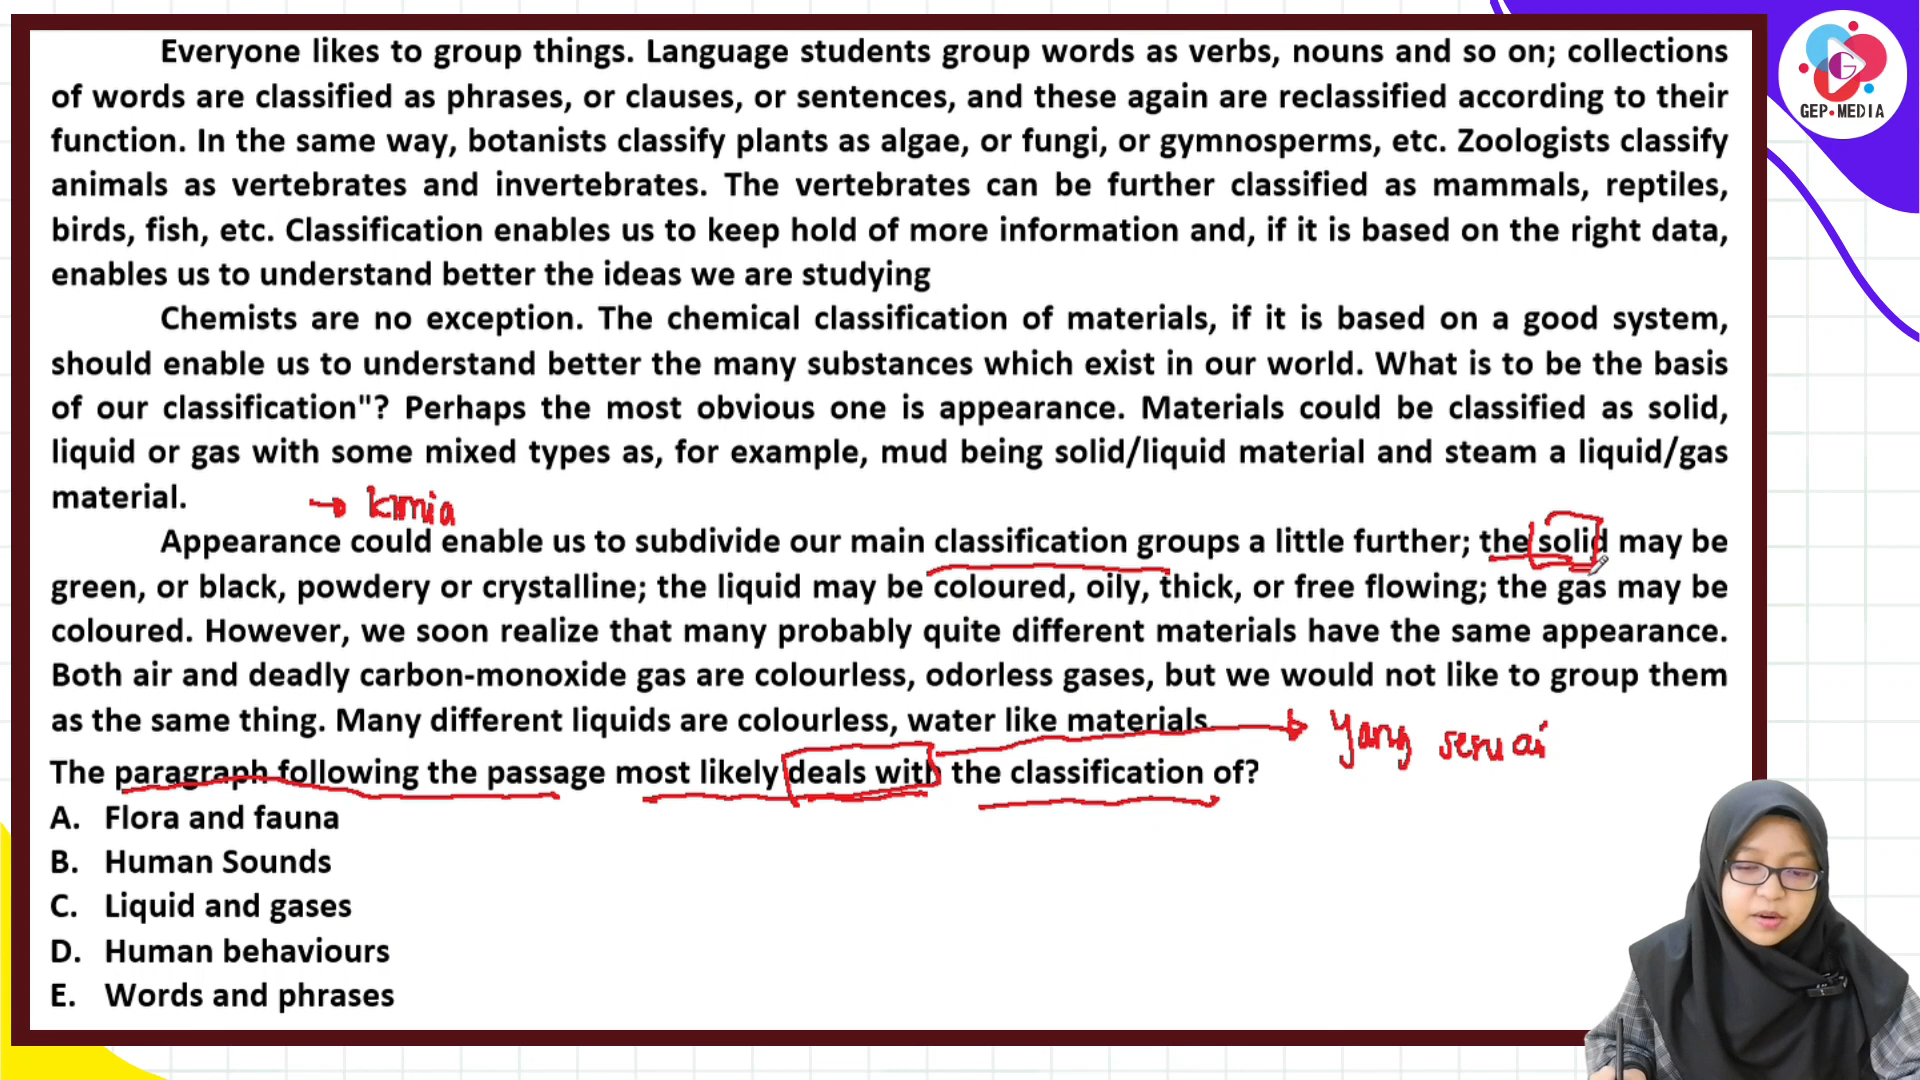 Everyone likes to group things. Language students group words as verbs, nouns and so on; collections
of words are classified as phrases, or clauses, or sentences, and these again are reclassified according to their
function. In the same way, botanists classify plants as algae, or fungi, or gymnosperms, etc. Zoologists classify
animals as vertebrates and invertebrates. The vertebrates can be further classified as mammals, reptiles,
birds, fish, etc. Classification enables us to keep hold of more information and, if it is based on the right data,
enables us to understand better the ideas we are studying
Chemists are no exception. The chemical classification of materials, if it is based on a good system,
should enable us to understand better the many substances which exist in our world. What is to be the basis
of our classification"? Perhaps the most obvious one is appearance. Materials could be classified as solid,
liquid or gas with some mixed types as, for example, mud being solid/liquid material and steam a liquid/gas
material.
kimia
Appearance could enable us to subdivide our main classification groups a little further; the solid may be
green, or black, powdery or crystalline; the liquid may be coloured, oily, thick, or free flowing; the gas may be
coloured. However, we soon realize that many probably quite different materials have the same appearance.
Both air and deadly carbon-monoxide gas are colourless, odorless gases, but we would not like to group them
as the same thing. Many different liquids are colourless, water like materials
yang sesuai
The paragraph following the passage most likely deals with the classification of?
A. Flora and fauna
B. Human Sounds
C. Liquid and gases
D. Human behaviours
E. Words and phrases
G
GEP•MEDIA